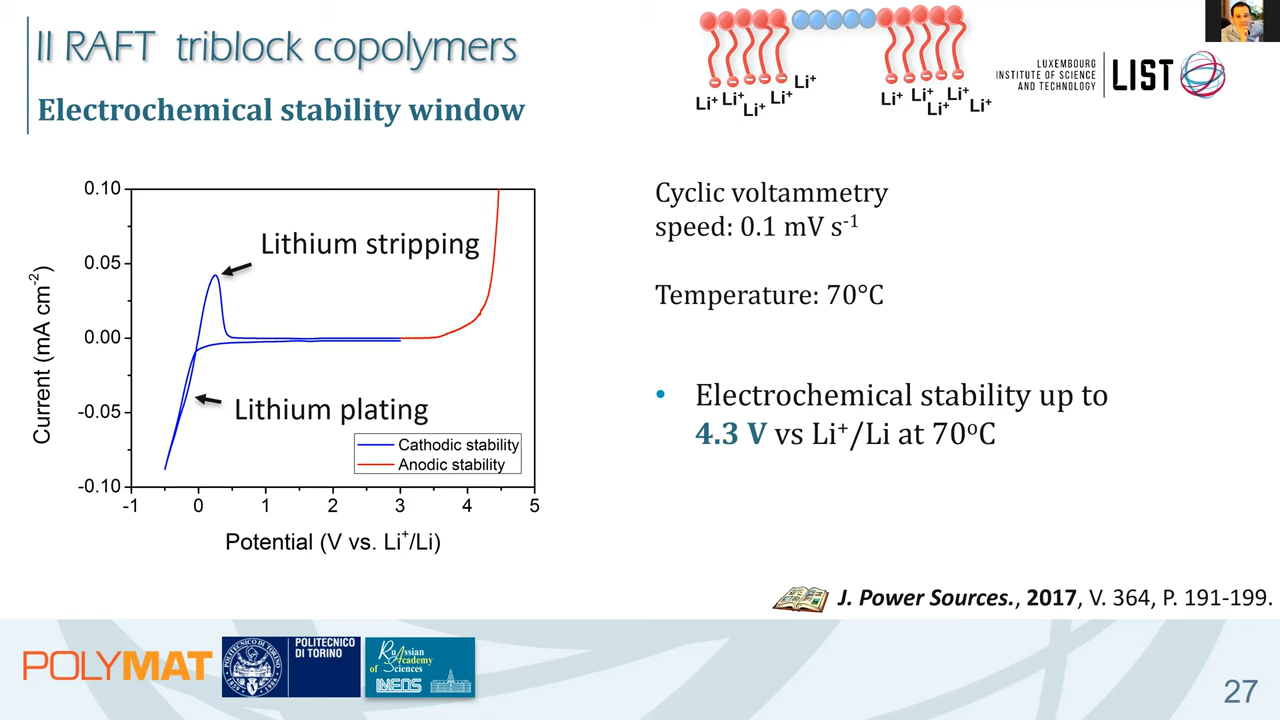 II RAFT triblock copolymers
Electrochemical stability window
Li⁺ Li⁺ Li⁺ Li⁺ Li⁺
Li⁺ Li⁺ Li⁺ Li⁺ Li⁺
LUXEMBOURG
INSTITUTE OF SCIENCE
AND TECHNOLOGY
LIST
0.10
0.05
0.00
-0.05
-0.10
Current (mA cm⁻²)
Lithium stripping
Lithium plating
Cathodic stability
Anodic stability
-1 0 1 2 3 4 5
Potential (V vs. Li⁺/Li)
Cyclic voltammetry
speed: 0.1 mV s⁻¹
Temperature: 70°C
• Electrochemical stability up to
4.3 V vs Li⁺/Li at 70ºC
J. Power Sources., 2017, V. 364, P. 191-199.
POLYMAT
POLITECNICO
DI TORINO
RuAssian
Academy
of Sciences
INEOS
27